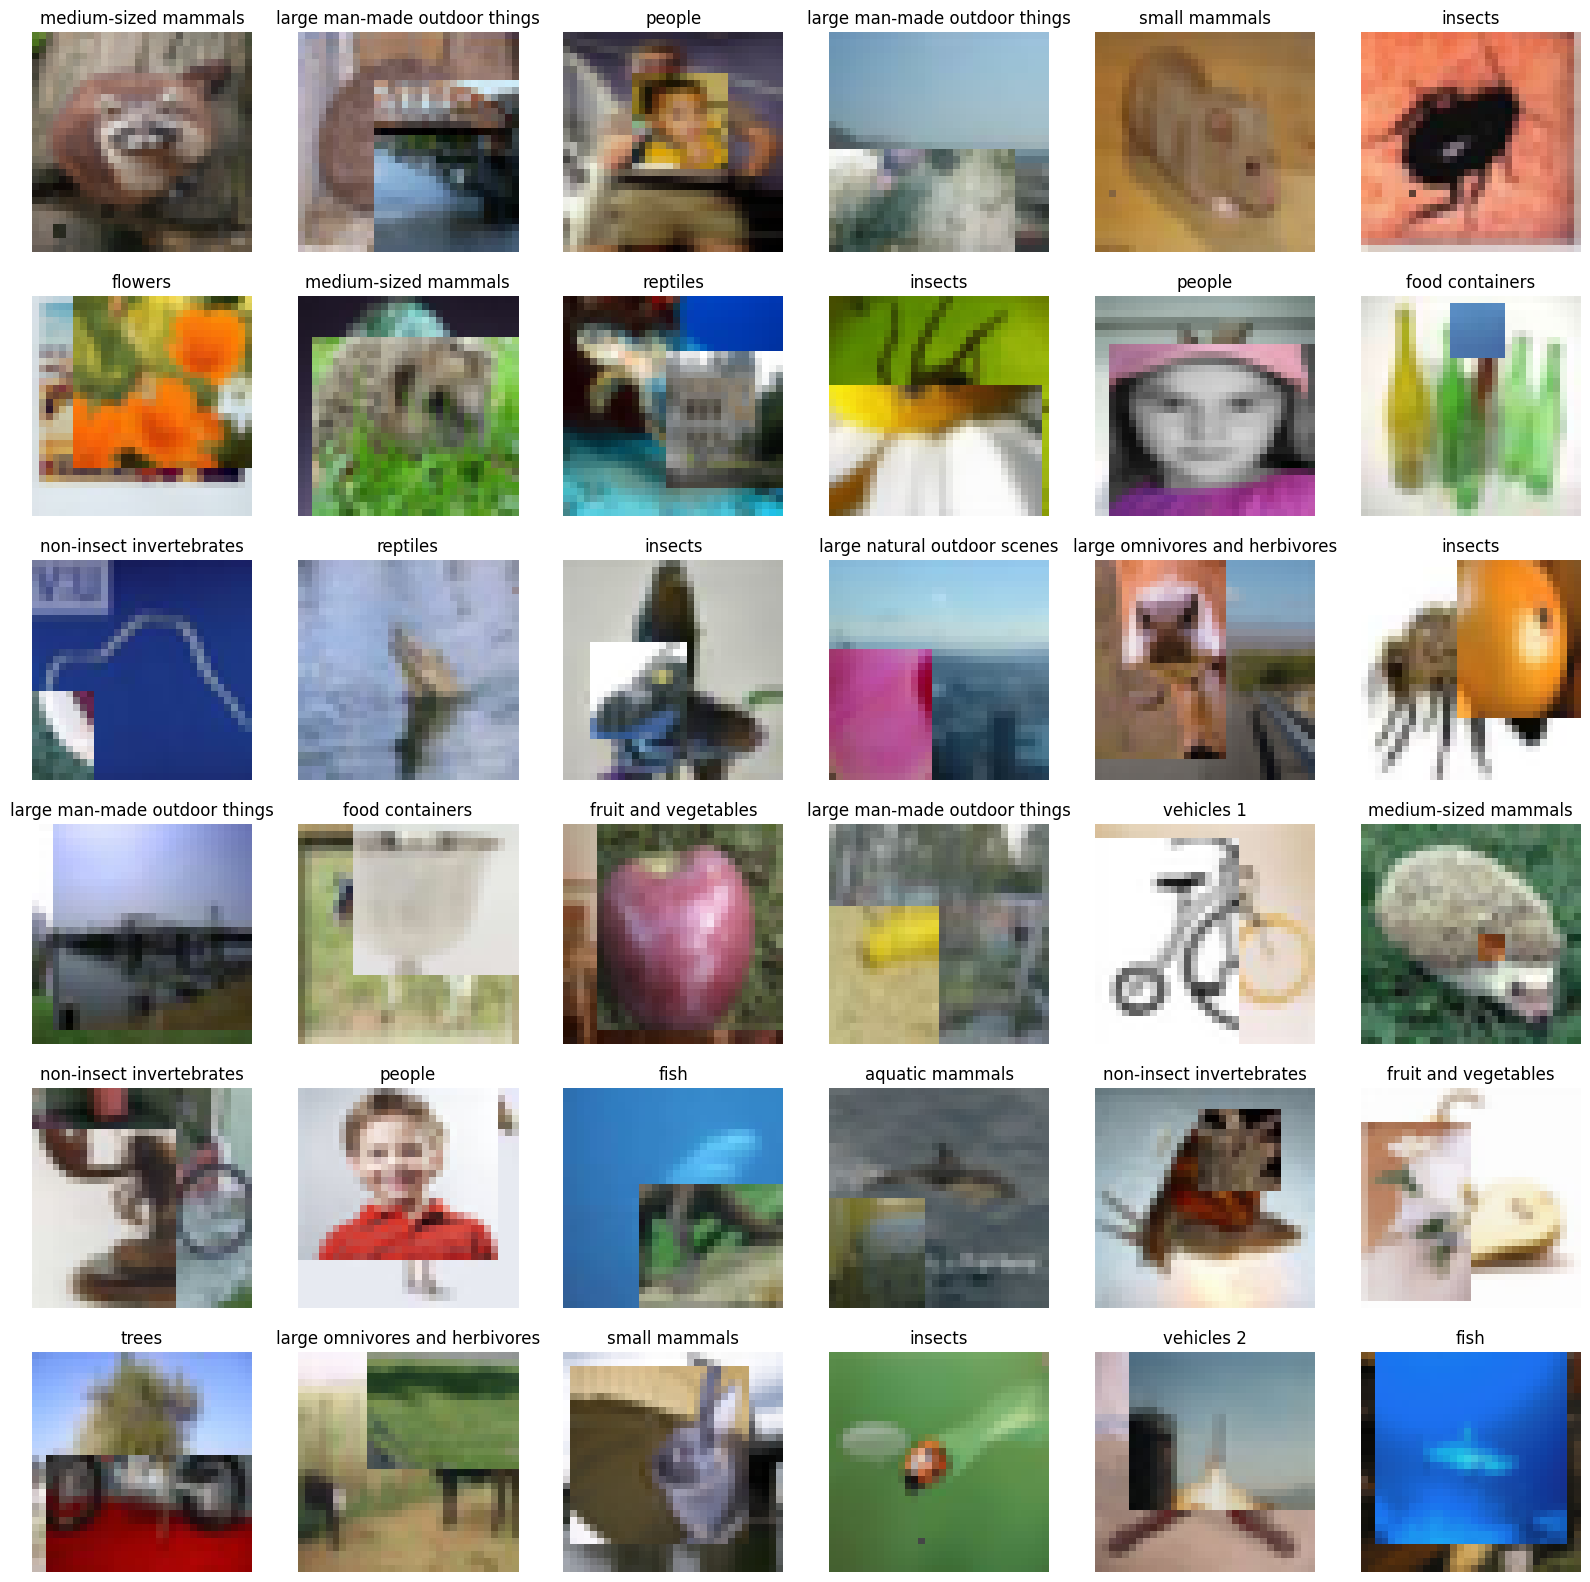 medium-sized mammals
large man-made outdoor things
people
large man-made outdoor things
small mammals
insects
flowers
medium-sized mammals
reptiles
insects
people
food containers
non-insect invertebrates
reptiles
insects
large natural outdoor scenes
large omnivores and herbivores
insects
large man-made outdoor things
food containers
fruit and vegetables
large man-made outdoor things
vehicles 1
medium-sized mammals
non-insect invertebrates
people
fish
aquatic mammals
non-insect invertebrates
fruit and vegetables
trees
large omnivores and herbivores
small mammals
insects
vehicles 2
fish